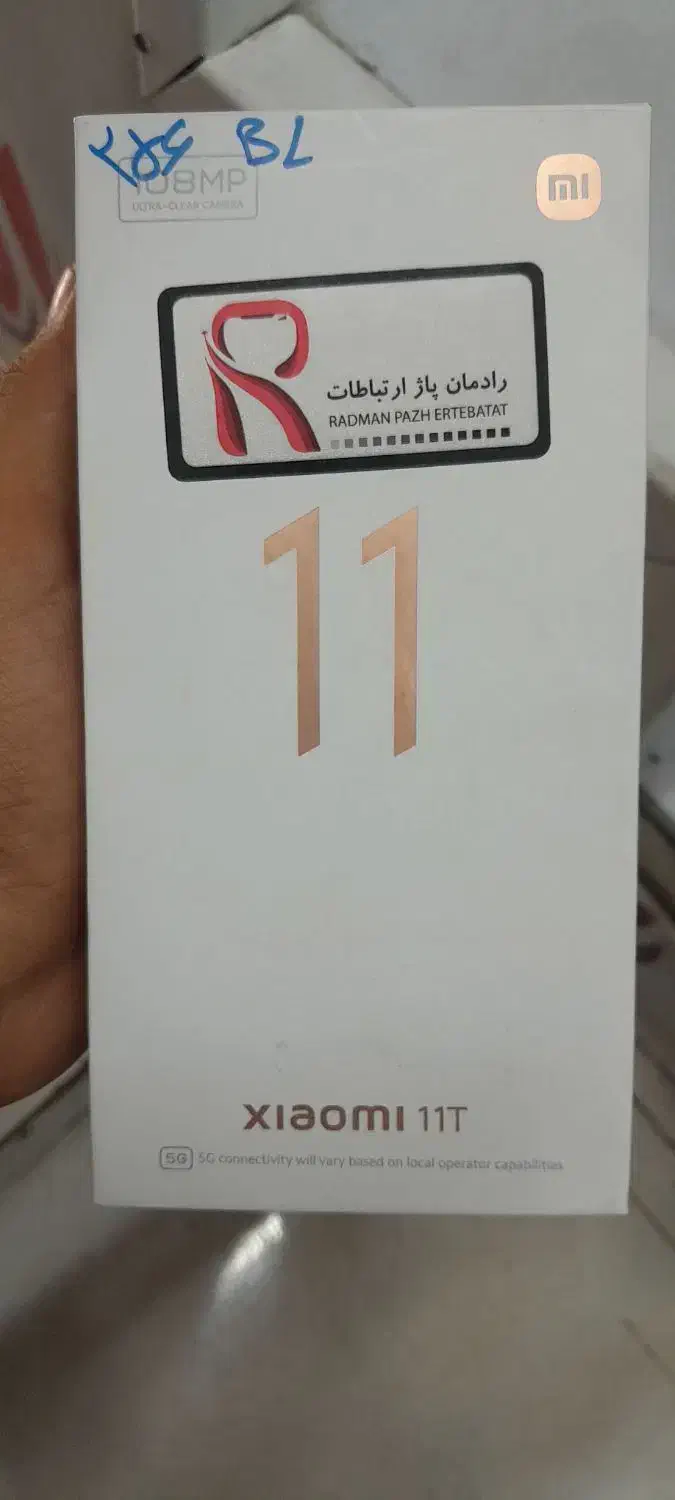 ۲۵۶ BL
108MP
ULTRA-CLEAR CAMERA
mi
رادمان پاژ ارتباطات
RADMAN PAZH ERTEBATAT
11
xiaomi 11T
5G 5G connectivity will vary based on local operator capabilities